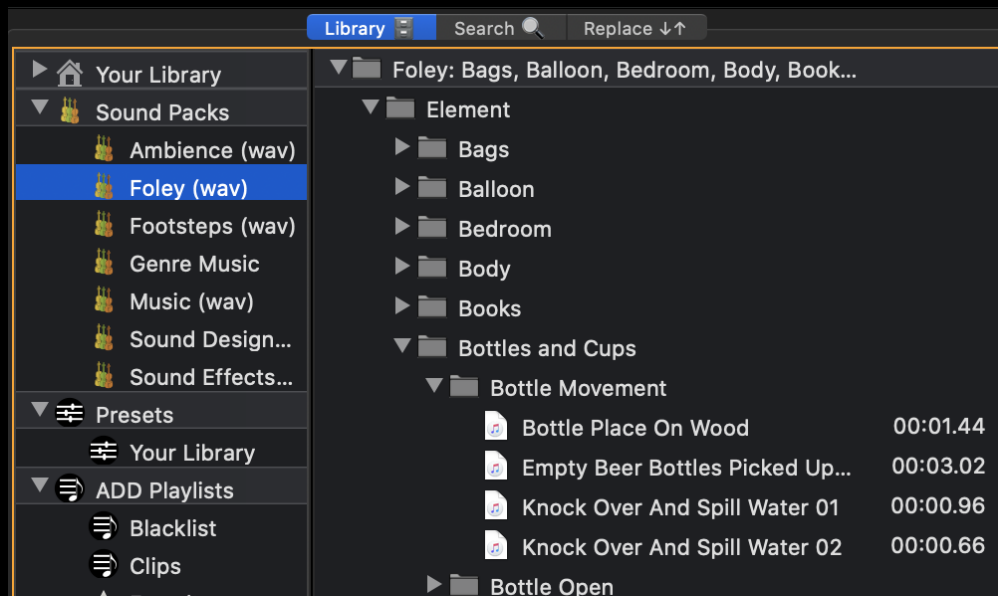 Library Search Replace ↓↑
Your Library
Sound Packs
Ambience (wav)
Foley (wav)
Footsteps (wav)
Genre Music
Music (wav)
Sound Design...
Sound Effects...
Presets
Your Library
ADD Playlists
Blacklist
Clips
Foley: Bags, Balloon, Bedroom, Body, Book...
Element
Bags
Balloon
Bedroom
Body
Books
Bottles and Cups
Bottle Movement
Bottle Place On Wood 00:01.44
Empty Beer Bottles Picked Up... 00:03.02
Knock Over And Spill Water 01 00:00.96
Knock Over And Spill Water 02 00:00.66
Bottle Open